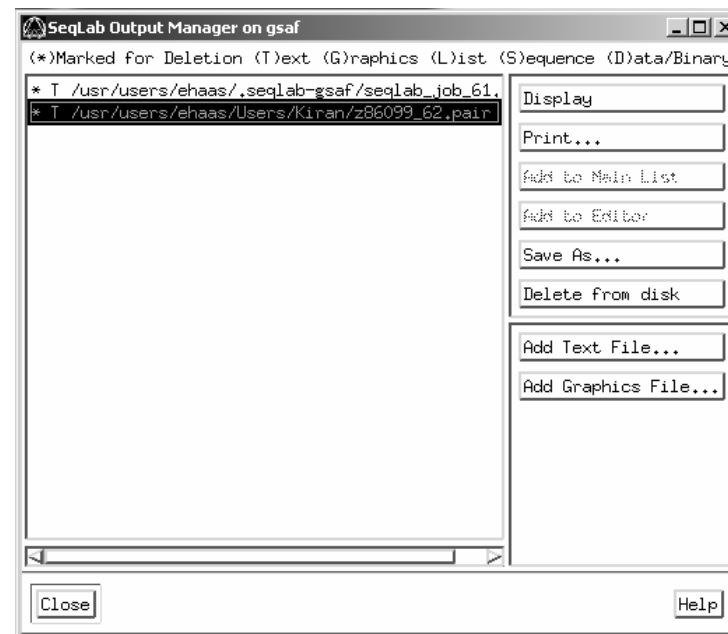 SeqLab Output Manager on gsaf
(*)Marked for Deletion (T)ext (G)raphics (L)ist (S)equence (D)ata/Binary
* T /usr/users/ehaas/.seqlab-gsaf/seqlab_job_61.
* T /usr/users/ehaas/Users/Kiran/z86099_62.pair
Display
Print...
Add to Main List
Add to Editor
Save As...
Delete from disk
Add Text File...
Add Graphics File...
Close
Help